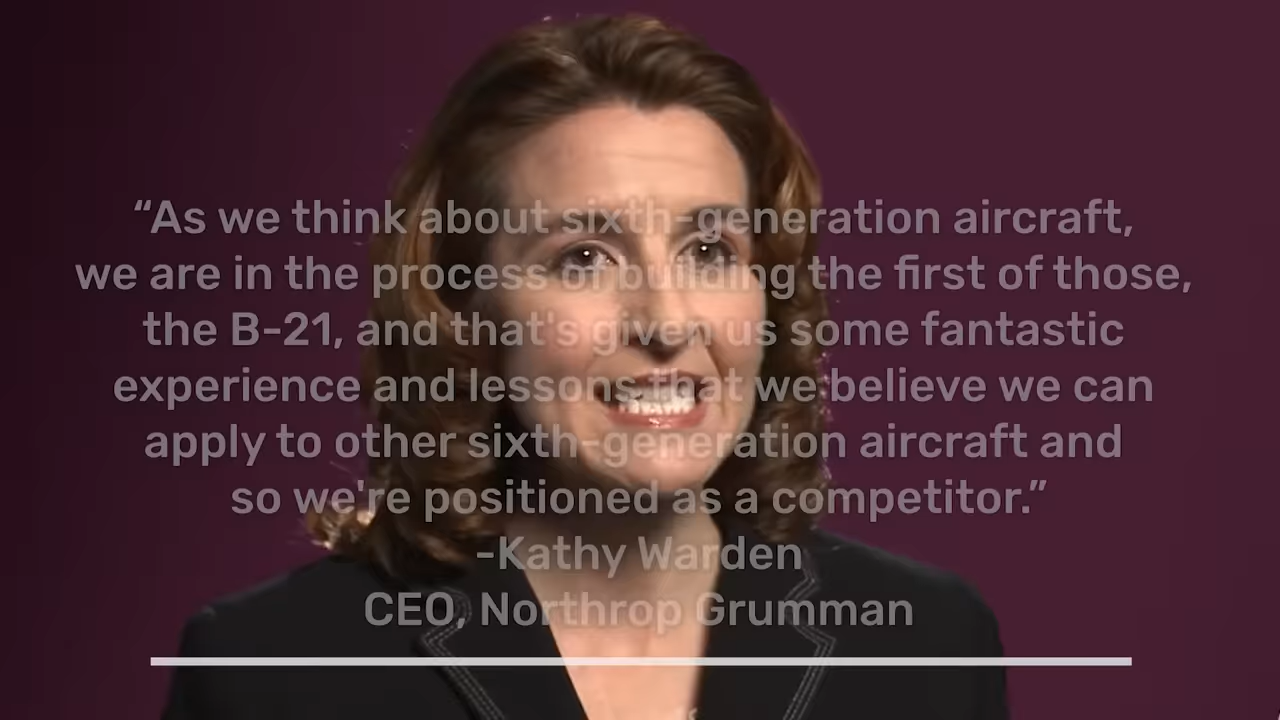 “As we think about sixth-generation aircraft,
we are in the process of building the first of those,
the B-21, and that's given us some fantastic
experience and lessons that we believe we can
apply to other sixth-generation aircraft and
so we're positioned as a competitor.”
-Kathy Warden
CEO, Northrop Grumman